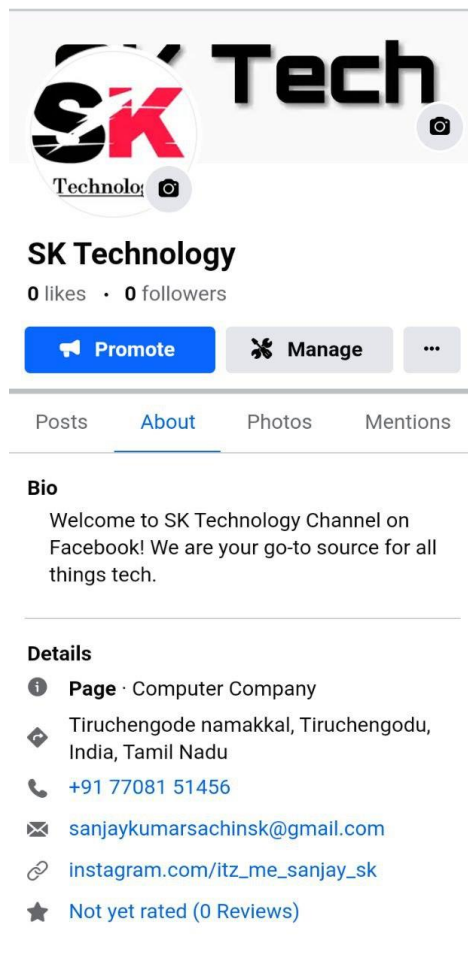 SK Tech
SK
Technolo
SK Technology
0 likes · 0 followers
Promote
Manage
Posts
About
Photos
Mentions
Bio
Welcome to SK Technology Channel on
Facebook! We are your go-to source for all
things tech.
Details
Page · Computer Company
Tiruchengode namakkal, Tiruchengodu,
India, Tamil Nadu
+91 77081 51456
sanjaykumarsachinsk@gmail.com
instagram.com/itz_me_sanjay_sk
Not yet rated (0 Reviews)